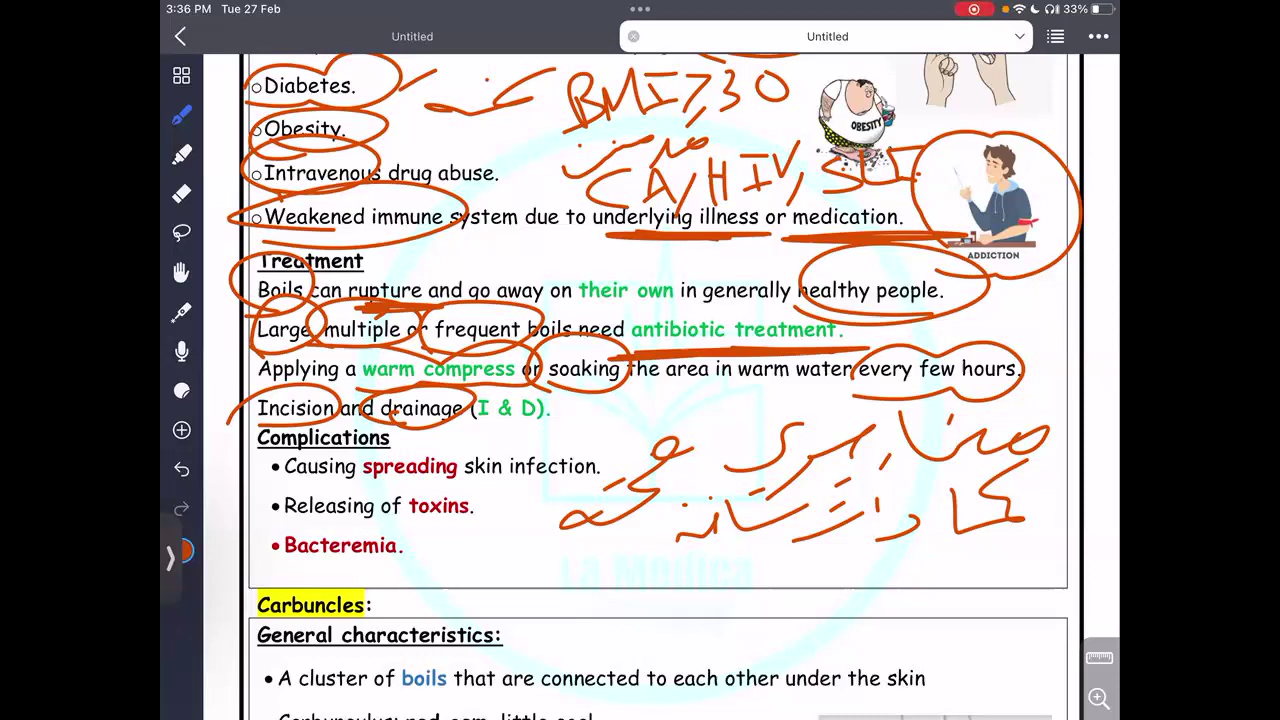 3:36 PM Tue 27 Feb 33%
Untitled Untitled
Diabetes.
BMI ≥ 30
Obesity.
OBESITY
Intravenous drug abuse.
CA, HIV, SLE
Weakened immune system due to underlying illness or medication.
ADDICTION
Treatment
Boils can rupture and go away on their own in generally healthy people.
Large multiple or frequent boils need antibiotic treatment.
Applying a warm compress or soaking the area in warm water every few hours.
Incision and drainage (I & D).
Complications
• Causing spreading skin infection.
• Releasing of toxins.
• Bacteremia.
La Medica
Carbuncles:
General characteristics:
• A cluster of boils that are connected to each other under the skin